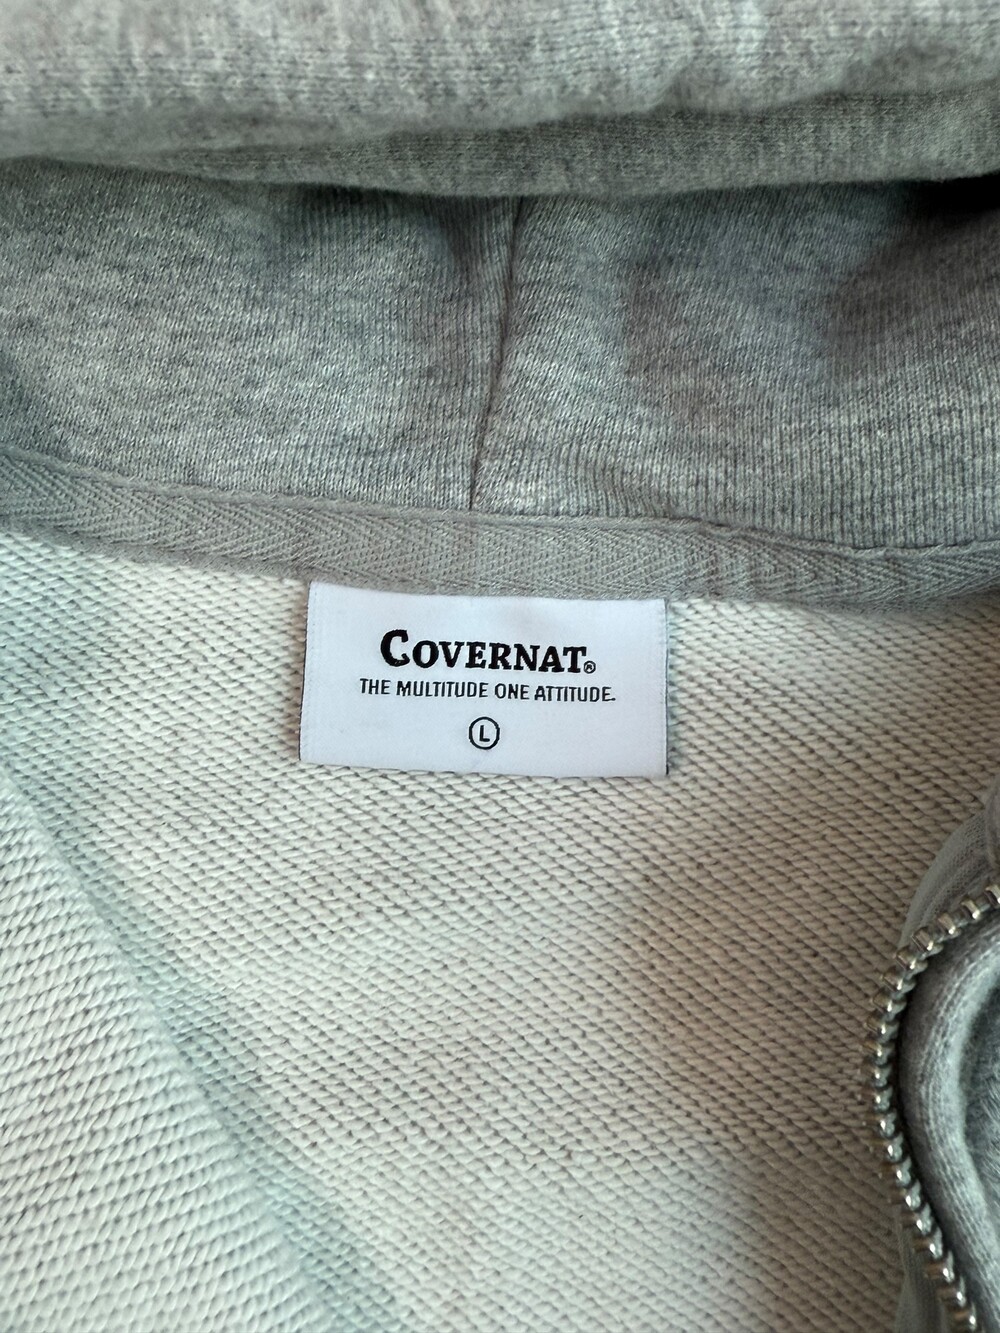 COVERNAT®
THE MULTITUDE ONE ATTITUDE.
L